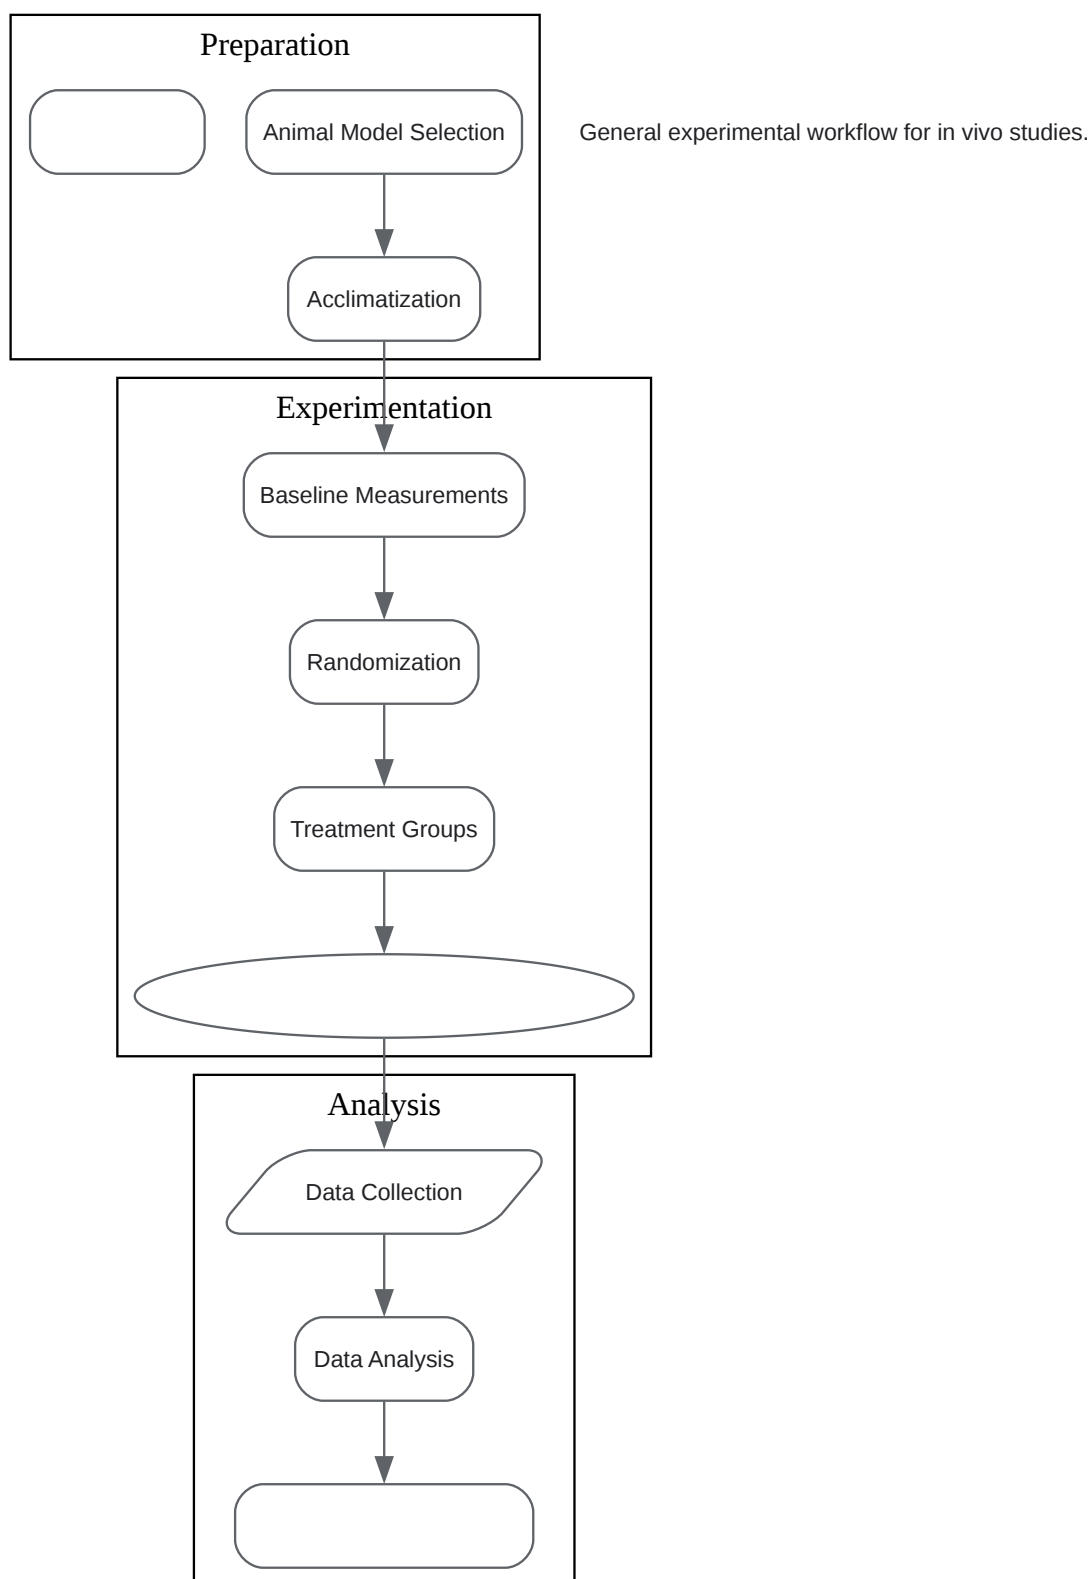 Preparation
Animal Model Selection
General experimental workflow for in vivo studies.
Acclimatization
Experimentation
Baseline Measurements
Randomization
Treatment Groups
Analysis
Data Collection
Data Analysis